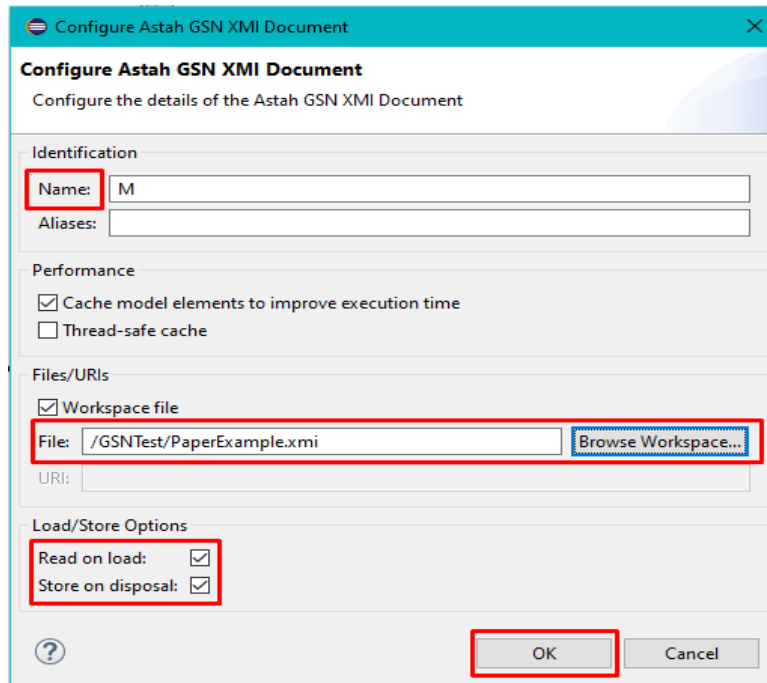 Configure Astah GSN XMI Document
Configure Astah GSN XMI Document
Configure the details of the Astah GSN XMI Document
Identification
Name: M
Aliases:
Performance
Cache model elements to improve execution time
Thread-safe cache
Files/URIs
Workspace file
File: /GSNTest/PaperExample.xmi Browse Workspace...
URI:
Load/Store Options
Read on load:
Store on disposal:
? OK Cancel